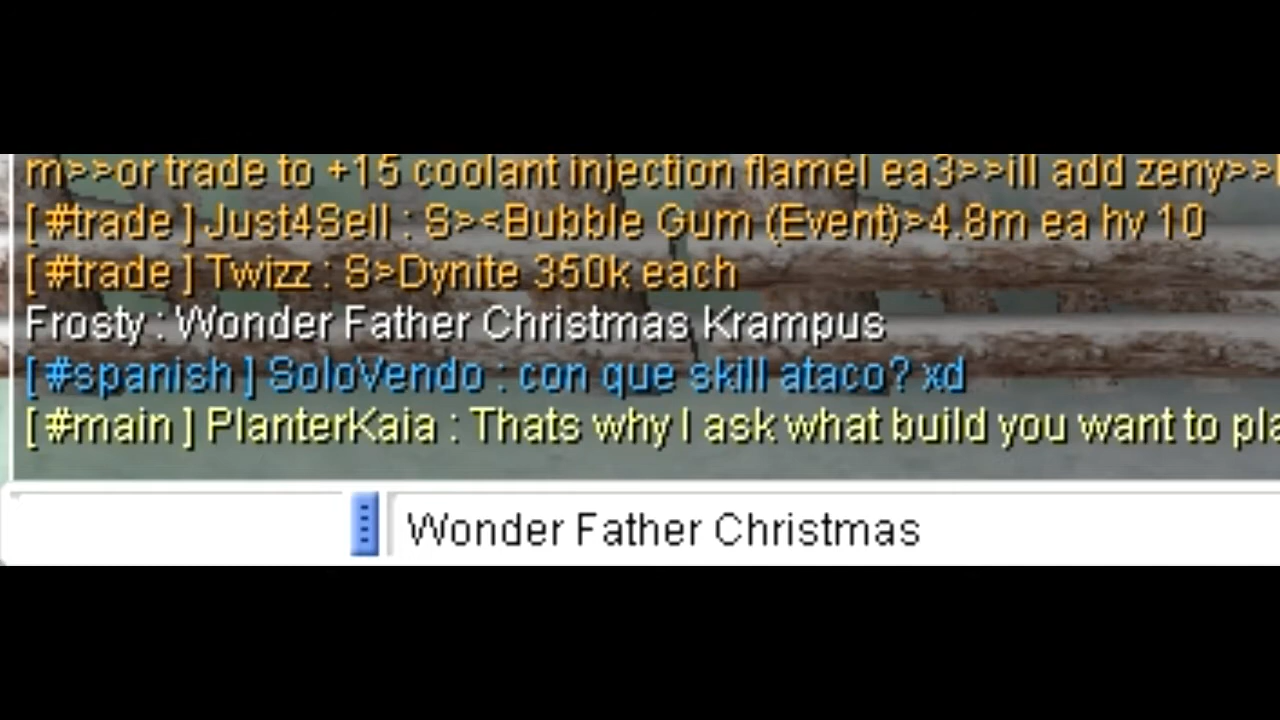 m>>or trade to +15 coolant injection flamel ea3>>ill add zeny>>
[ #trade ] Just4Sell : S><Bubble Gum (Event)>4.8m ea hv 10
[ #trade ] Twizz : S>Dynite 350k each
Frosty : Wonder Father Christmas Krampus
[ #spanish ] SoloVendo : con que skill ataco? xd
[ #main ] PlanterKaia : Thats why I ask what build you want to pla
Wonder Father Christmas